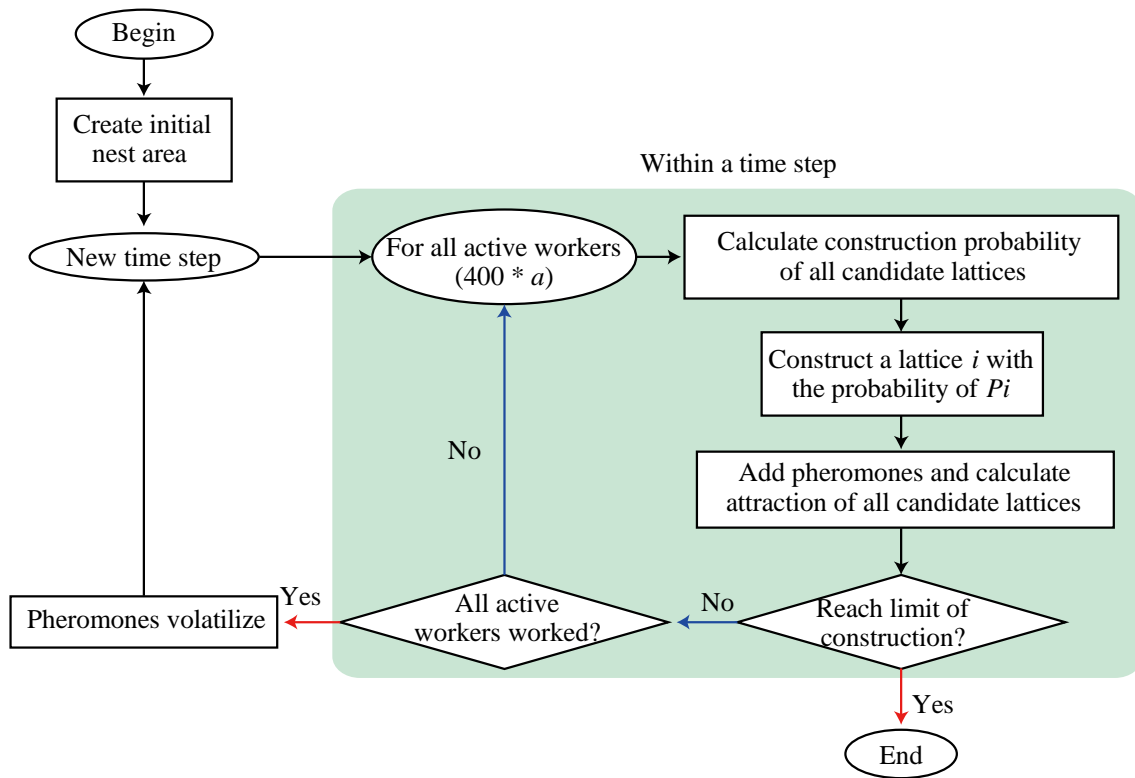 Begin
Create initial
nest area
New time step
Within a time step
For all active workers
(400 * a)
Calculate construction probability
of all candidate lattices
Construct a lattice i with
the probability of Pi
Add pheromones and calculate
attraction of all candidate lattices
Reach limit of
construction?
No
Yes
End
All active
workers worked?
No
Yes
Pheromones volatilize